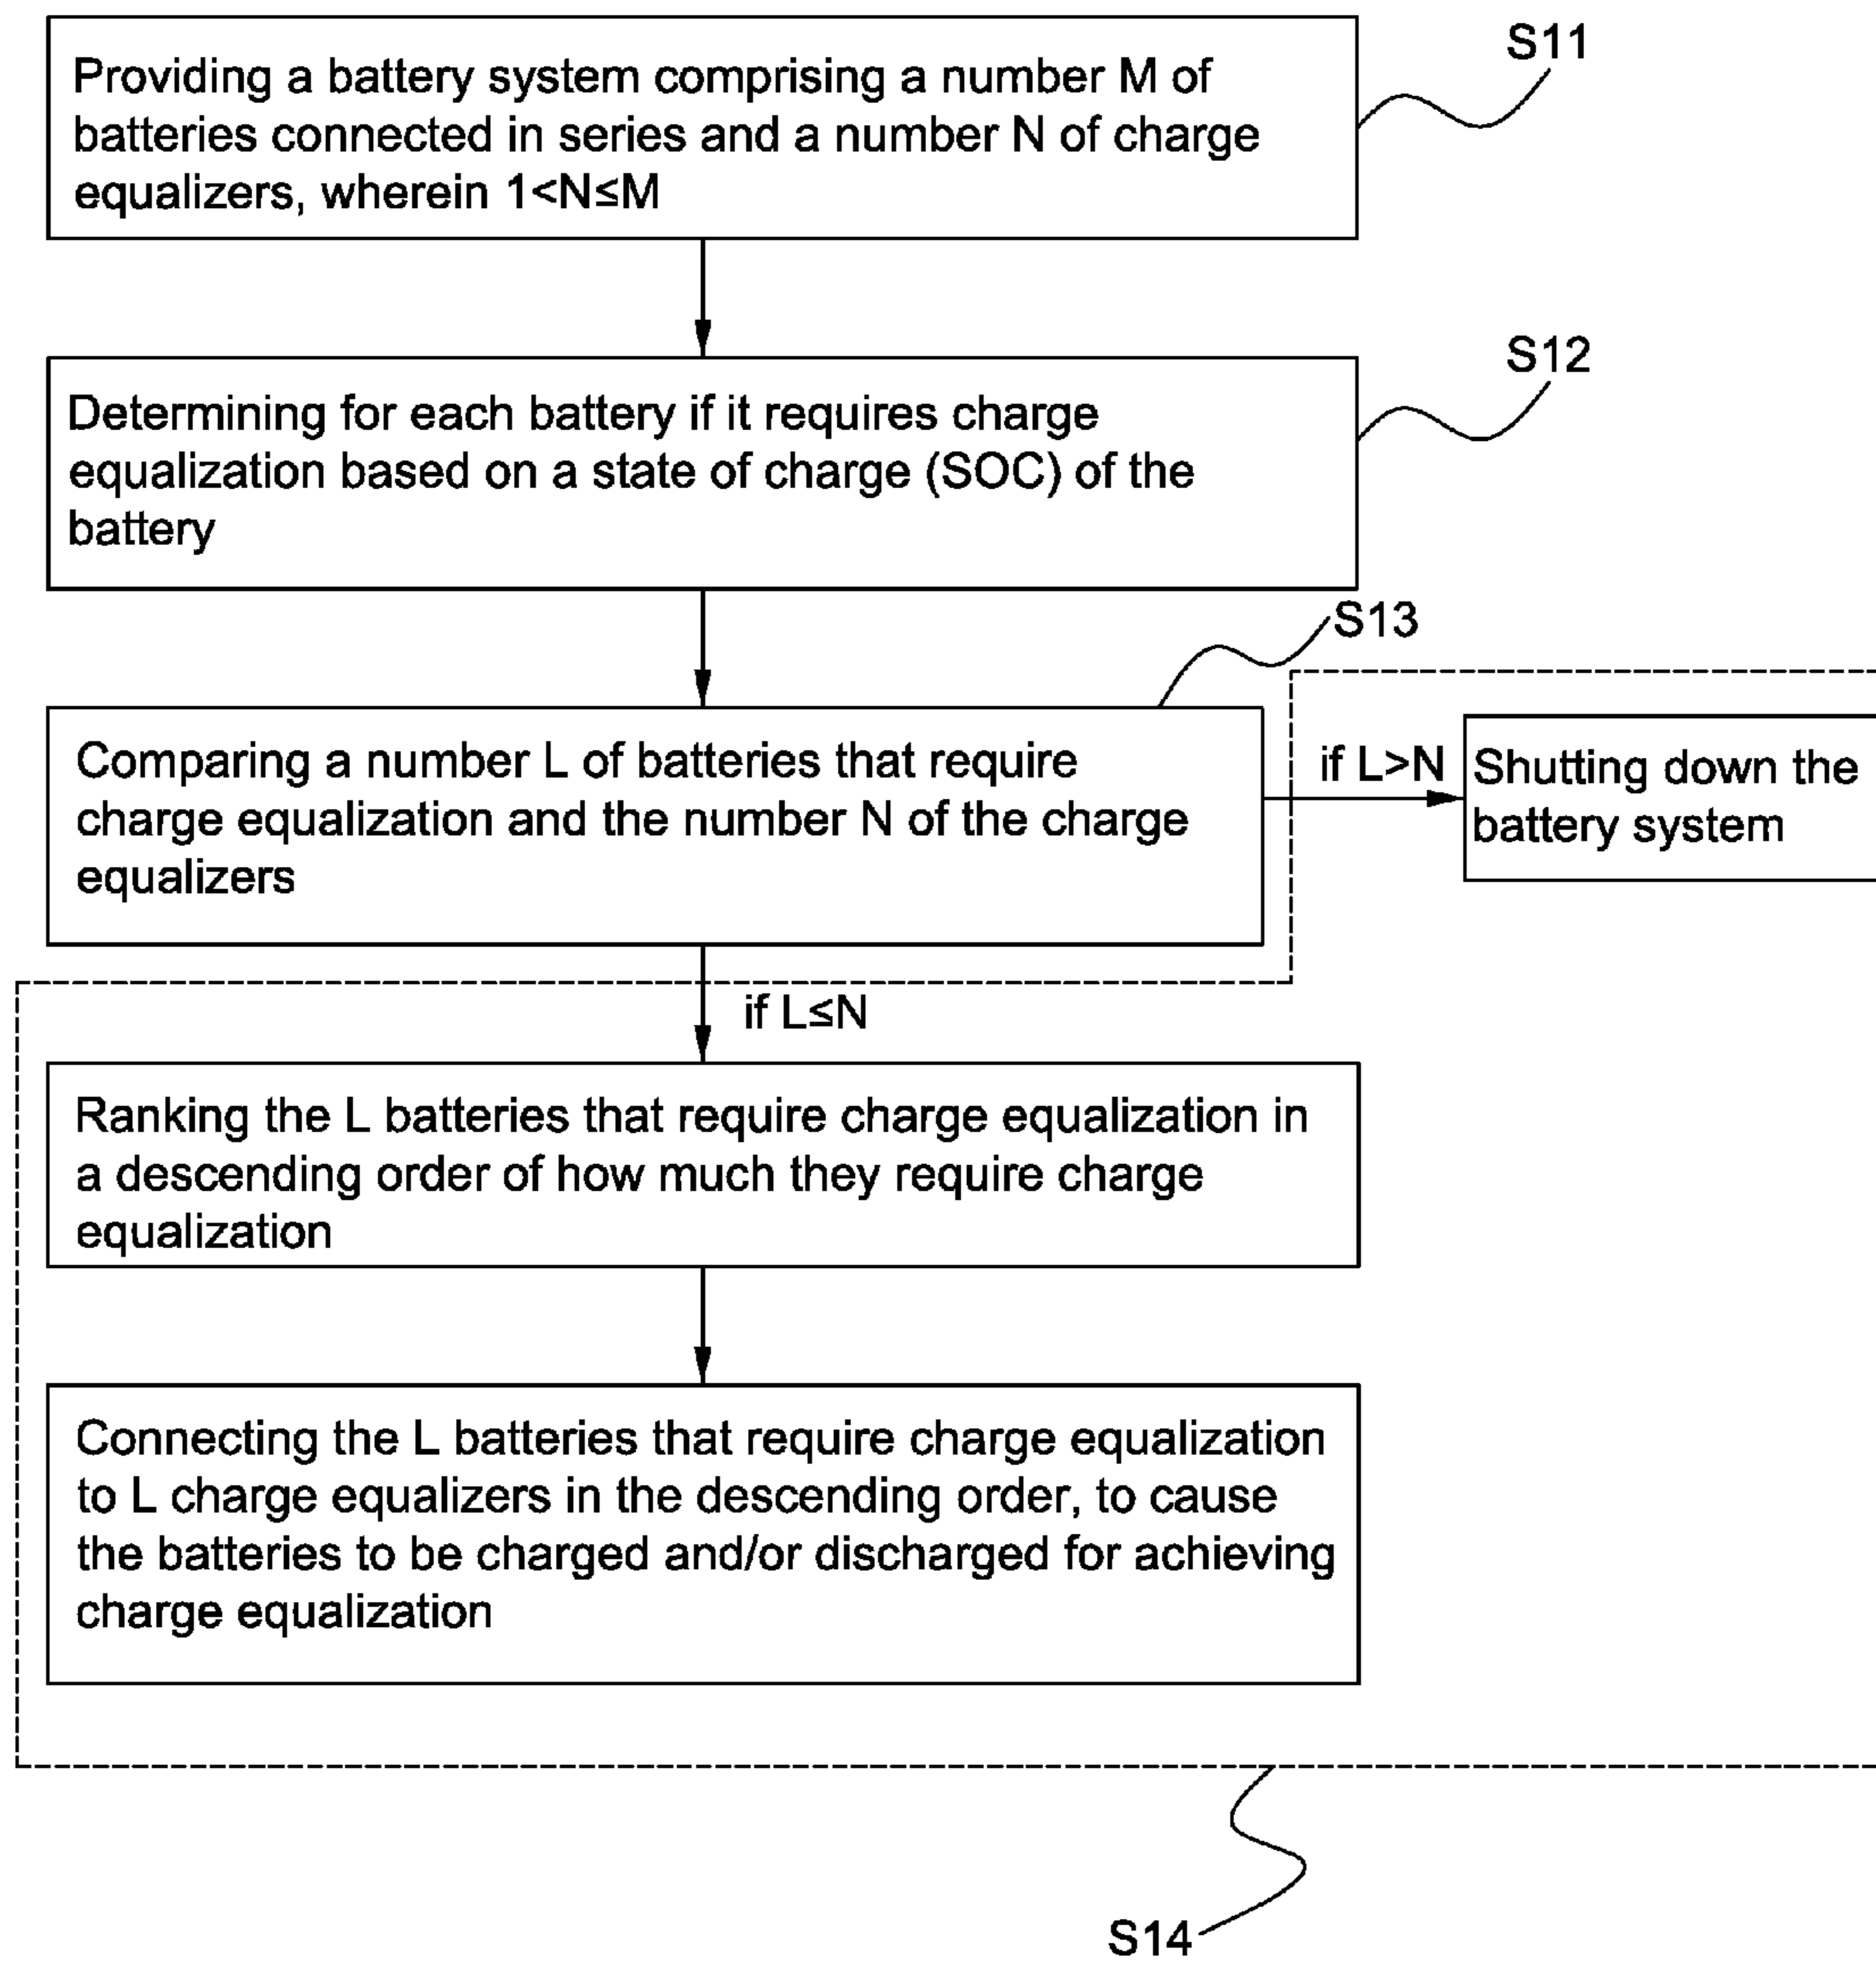 Providing a battery system comprising a number M of
batteries connected in series and a number N of charge
equalizers, wherein 1<N≤M
S11
Determining for each battery if it requires charge
equalization based on a state of charge (SOC) of the
battery
S12
S13
Comparing a number L of batteries that require
charge equalization and the number N of the charge
equalizers
if L>N
Shutting down the
battery system
if L≤N
Ranking the L batteries that require charge equalization in
a descending order of how much they require charge
equalization
Connecting the L batteries that require charge equalization
to L charge equalizers in the descending order, to cause
the batteries to be charged and/or discharged for achieving
charge equalization
S14